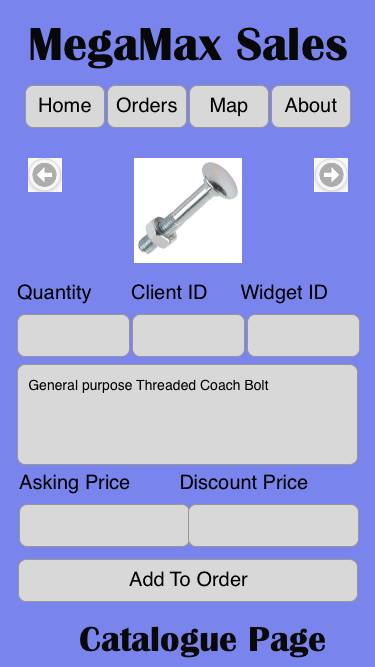 MegaMax Sales
Home Orders Map About
Quantity Client ID Widget ID
General purpose Threaded Coach Bolt
Asking Price Discount Price
Add To Order
Catalogue Page